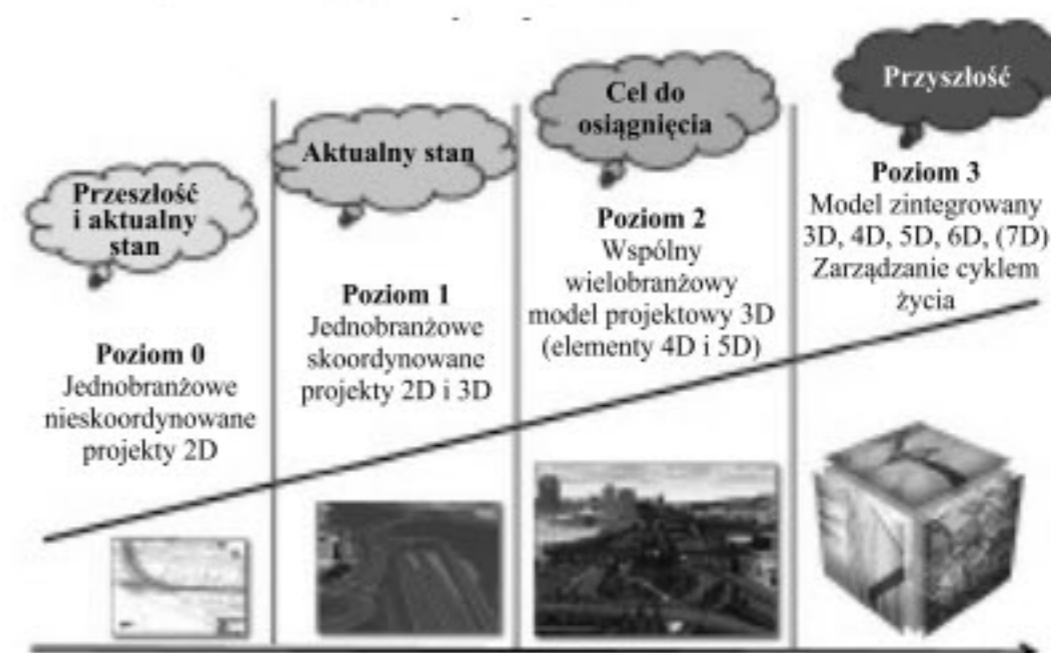 Przeszłość
i aktualny
stan
Poziom 0
Jednobranżowe
nieskoordynowane
projekty 2D
Aktualny stan
Poziom 1
Jednobranżowe
skoordynowane
projekty 2D i 3D
Cel do
osiągnięcia
Poziom 2
Wspólny
wielobranżowy
model projektowy 3D
(elementy 4D i 5D)
Przyszłość
Poziom 3
Model zintegrowany
3D, 4D, 5D, 6D, (7D)
Zarządzanie cyklem
życia